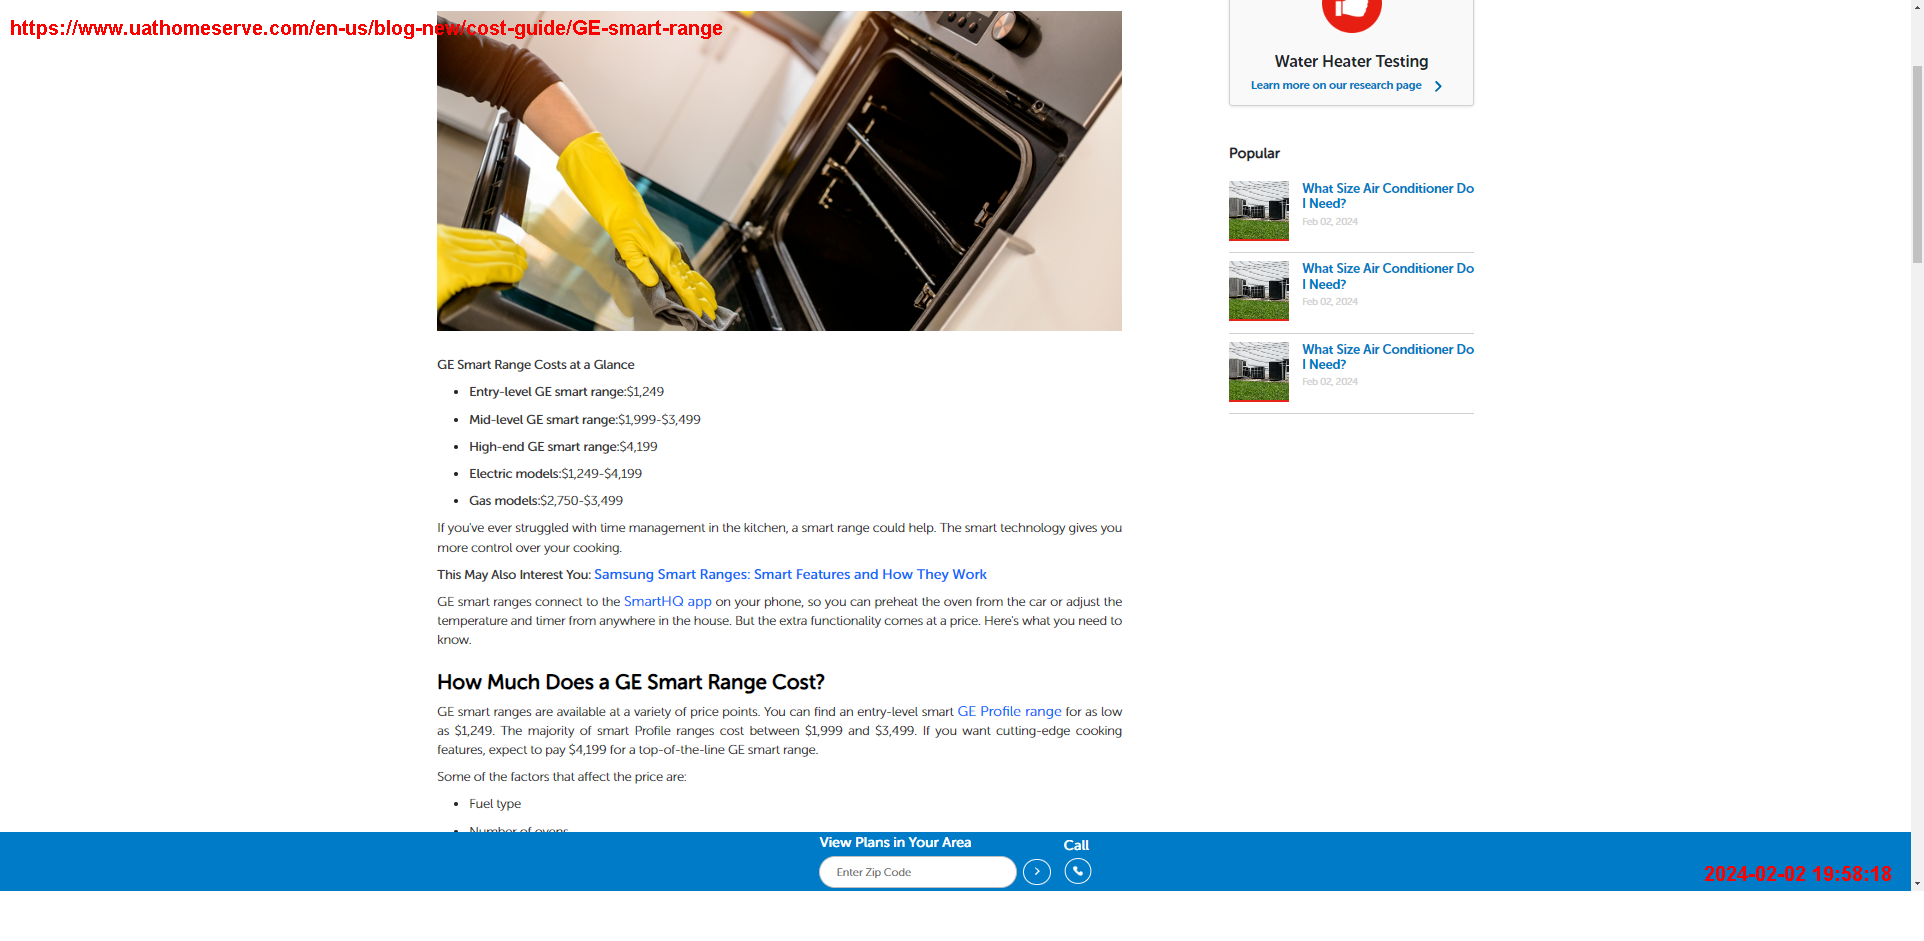 https://www.uathomeserve.com/en-us/blog-new/cost-guide/GE-smart-range
Water Heater Testing
Learn more on our research page
Popular
What Size Air Conditioner Do
I Need?
Feb 02, 2024
What Size Air Conditioner Do
I Need?
Feb 02, 2024
What Size Air Conditioner Do
I Need?
Feb 02, 2024
GE Smart Range Costs at a Glance
Entry-level GE smart range:$1,249
Mid-level GE smart range:$1,999-$3,499
High-end GE smart range:$4,199
Electric models:$1,249-$4,199
Gas models:$2,750-$3,499
If you've ever struggled with time management in the kitchen, a smart range could help. The smart technology gives you
more control over your cooking.
This May Also Interest You: Samsung Smart Ranges: Smart Features and How They Work
GE smart ranges connect to the SmartHQ app on your phone, so you can preheat the oven from the car or adjust the
temperature and timer from anywhere in the house. But the extra functionality comes at a price. Here's what you need to
know.
How Much Does a GE Smart Range Cost?
GE smart ranges are available at a variety of price points. You can find an entry-level smart GE Profile range for as low
as $1,249. The majority of smart Profile ranges cost between $1,999 and $3,499. If you want cutting-edge cooking
features, expect to pay $4,199 for a top-of-the-line GE smart range.
Some of the factors that affect the price are:
Fuel type
Number of ovens
View Plans in Your Area
Enter Zip Code
Call
2024-02-02 19:58:18